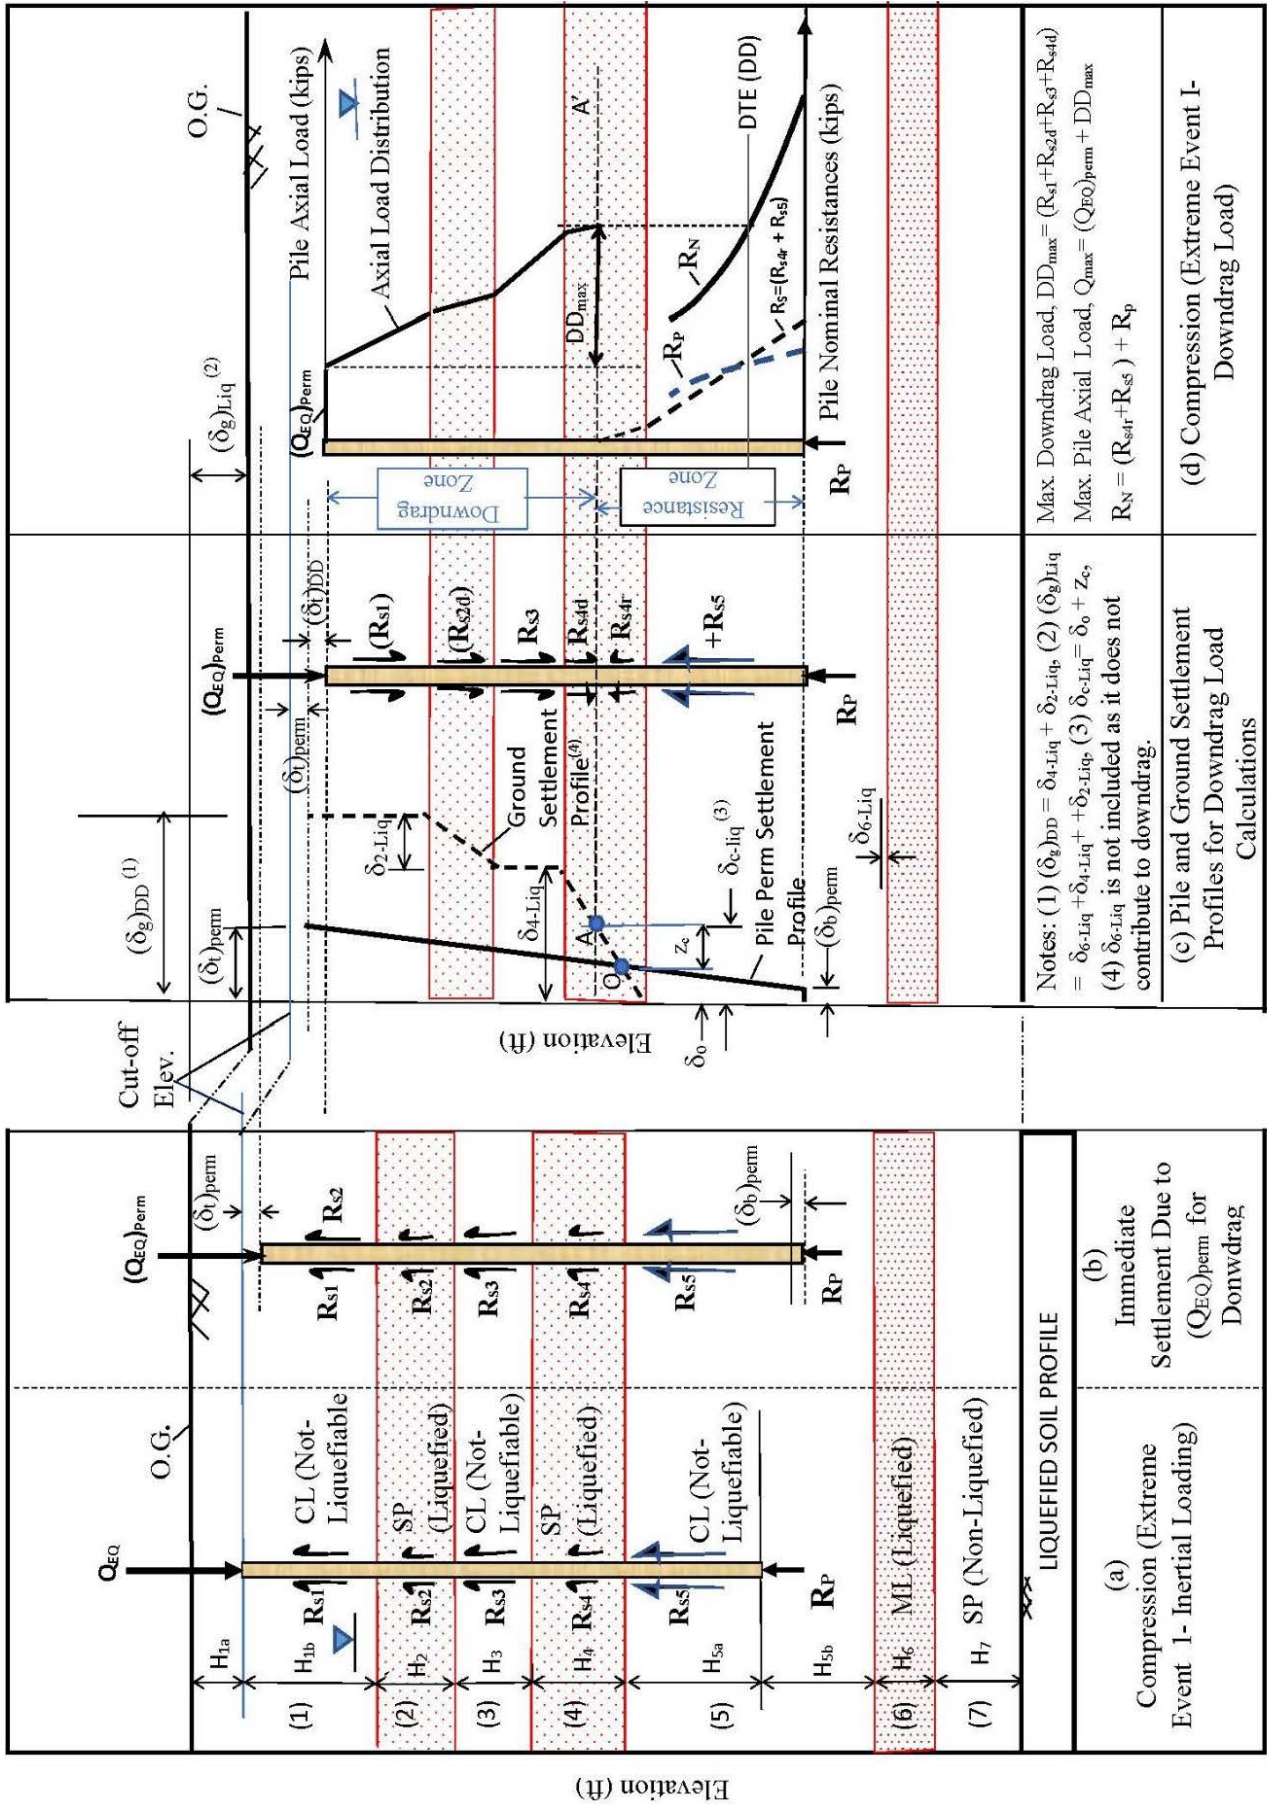 Elevation (ft)
H1a
H1b
H2
H3
H4
H5a
H5b
H6
H7
(1)
(2)
(3)
(4)
(5)
(6)
(7)
QEQ
O.G.
Rs1
Rs2
Rs3
Rs4
Rs5
RP
CL (Not-
Liquefiable
SP
(Liquefied)
CL (Not-
Liquefied)
SP
(Liquefied)
CL (Not-
Liquefiable)
ML (Liquefied)
SP (Non-Liquefied)
(QEQ)Perm
(δt)perm
Rs1
Rs2
Rs2
Rs3
Rs4
Rs5
(δb)perm
RP
LIQUEFIED SOIL PROFILE
(a)
Compression (Extreme
Event 1- Inertial Loading)
(b)
Immediate
Settlement Due to
(QEQ)perm for
Donwdrag
Cut-off
Elev.
Elevation (ft)
(δg)DD (1)
(δt)perm
δ2-Liq
δ4-Liq
Ground
Settlement
Profile(4)
A
O
Zc
δc-liq (3)
δo
Pile Perm Settlement
Profile
(δb)perm
δ6-Liq
(QEQ)Perm
(δt)perm
(δt)DD
(Rs1)
(Rs2d)
Rs3
Rs4d
Rs4r
+Rs5
RP
(δg)Liq (2)
O.G.
(QEQ)Perm
Pile Axial Load (kips)
Axial Load Distribution
Downdrag
Zone
Resistance
Zone
DDmax
A'
RN
RP
Rs=(Rs4r + Rs5)
DTE (DD)
RP
Pile Nominal Resistances (kips)
Notes: (1) (δg)DD = δ4-Liq + δ2-Liq, (2) (δg)Liq
= δ6-Liq +δ4-Liq+ +δ2-Liq, (3) δc-Liq= δo + Zc,
(4) δ6-Liq is not included as it does not
contribute to downdrag.
Max. Downdrag Load, DDmax= (Rs1+Rs2d+Rs3+Rs4d)
Max. Pile Axial Load, Qmax= (QEQ)perm + DDmax
RN = (Rs4r+Rs5 ) + Rp
(c) Pile and Ground Settlement
Profiles for Downdrag Load
Calculations
(d) Compression (Extreme Event I-
Downdrag Load)